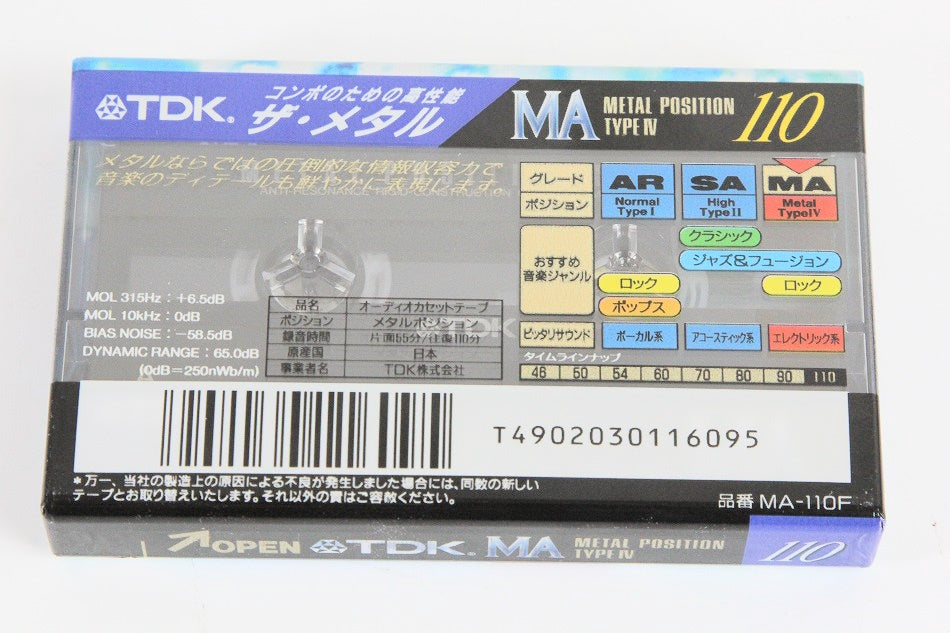 TDK. コンポのための高性能
ザ・メタル
MA METAL POSITION TYPE IV 110
メタルならではの圧倒的な情報収容力で
音楽のディテールも鮮やかに表現します。
グレード AR SA MA
ポジション Normal Type I High Type II Metal Type IV
おすすめ音楽ジャンル
クラシック
ジャズ&フュージョン
ロック ロック
ポップス
ピッタリサウンド ボーカル系 アコースティック系 エレクトリック系
タイムラインナップ
46 50 54 60 70 80 90 110
MOL 315Hz : +6.5dB
MOL 10kHz : 0dB
BIAS NOISE : −58.5dB
DYNAMIC RANGE : 65.0dB
(0dB=250nWb/m)
品名 オーディオカセットテープ
ポジション メタルポジション
録音時間 片面55分/往復110分
原産国 日本
事業者名 TDK株式会社
TDK
T4902030116095
*万一、当社の製造上の原因による不良が発生しました場合には、同数の新しい
テープとお取り替えいたします。それ以外の責はご容赦ください。
品番 MA-110F
OPEN TDK. MA METAL POSITION TYPE IV 110